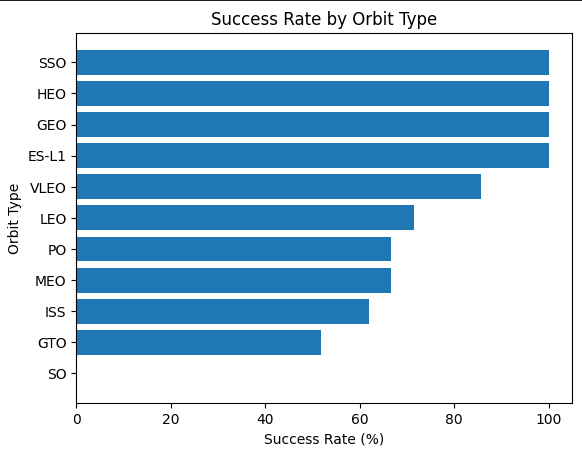 Success Rate by Orbit Type
Orbit Type
SSO
HEO
GEO
ES-L1
VLEO
LEO
PO
MEO
ISS
GTO
SO
0 20 40 60 80 100
Success Rate (%)